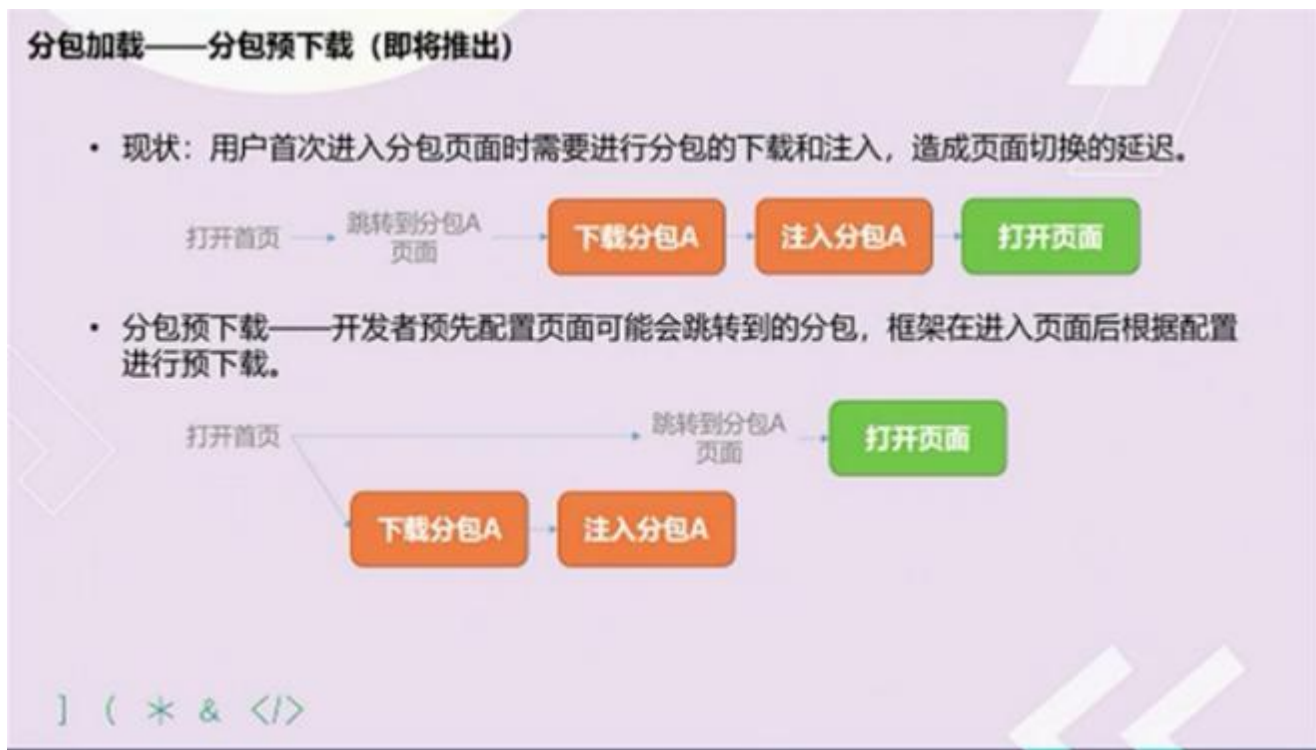 分包加载——分包预下载（即将推出）
• 现状：用户首次进入分包页面时需要进行分包的下载和注入，造成页面切换的延迟。
打开首页
跳转到分包A
页面
下载分包A
注入分包A
打开页面
• 分包预下载——开发者预先配置页面可能会跳转到的分包，框架在进入页面后根据配置
进行预下载。
打开首页
跳转到分包A
页面
打开页面
下载分包A
注入分包A
] ( * & </>